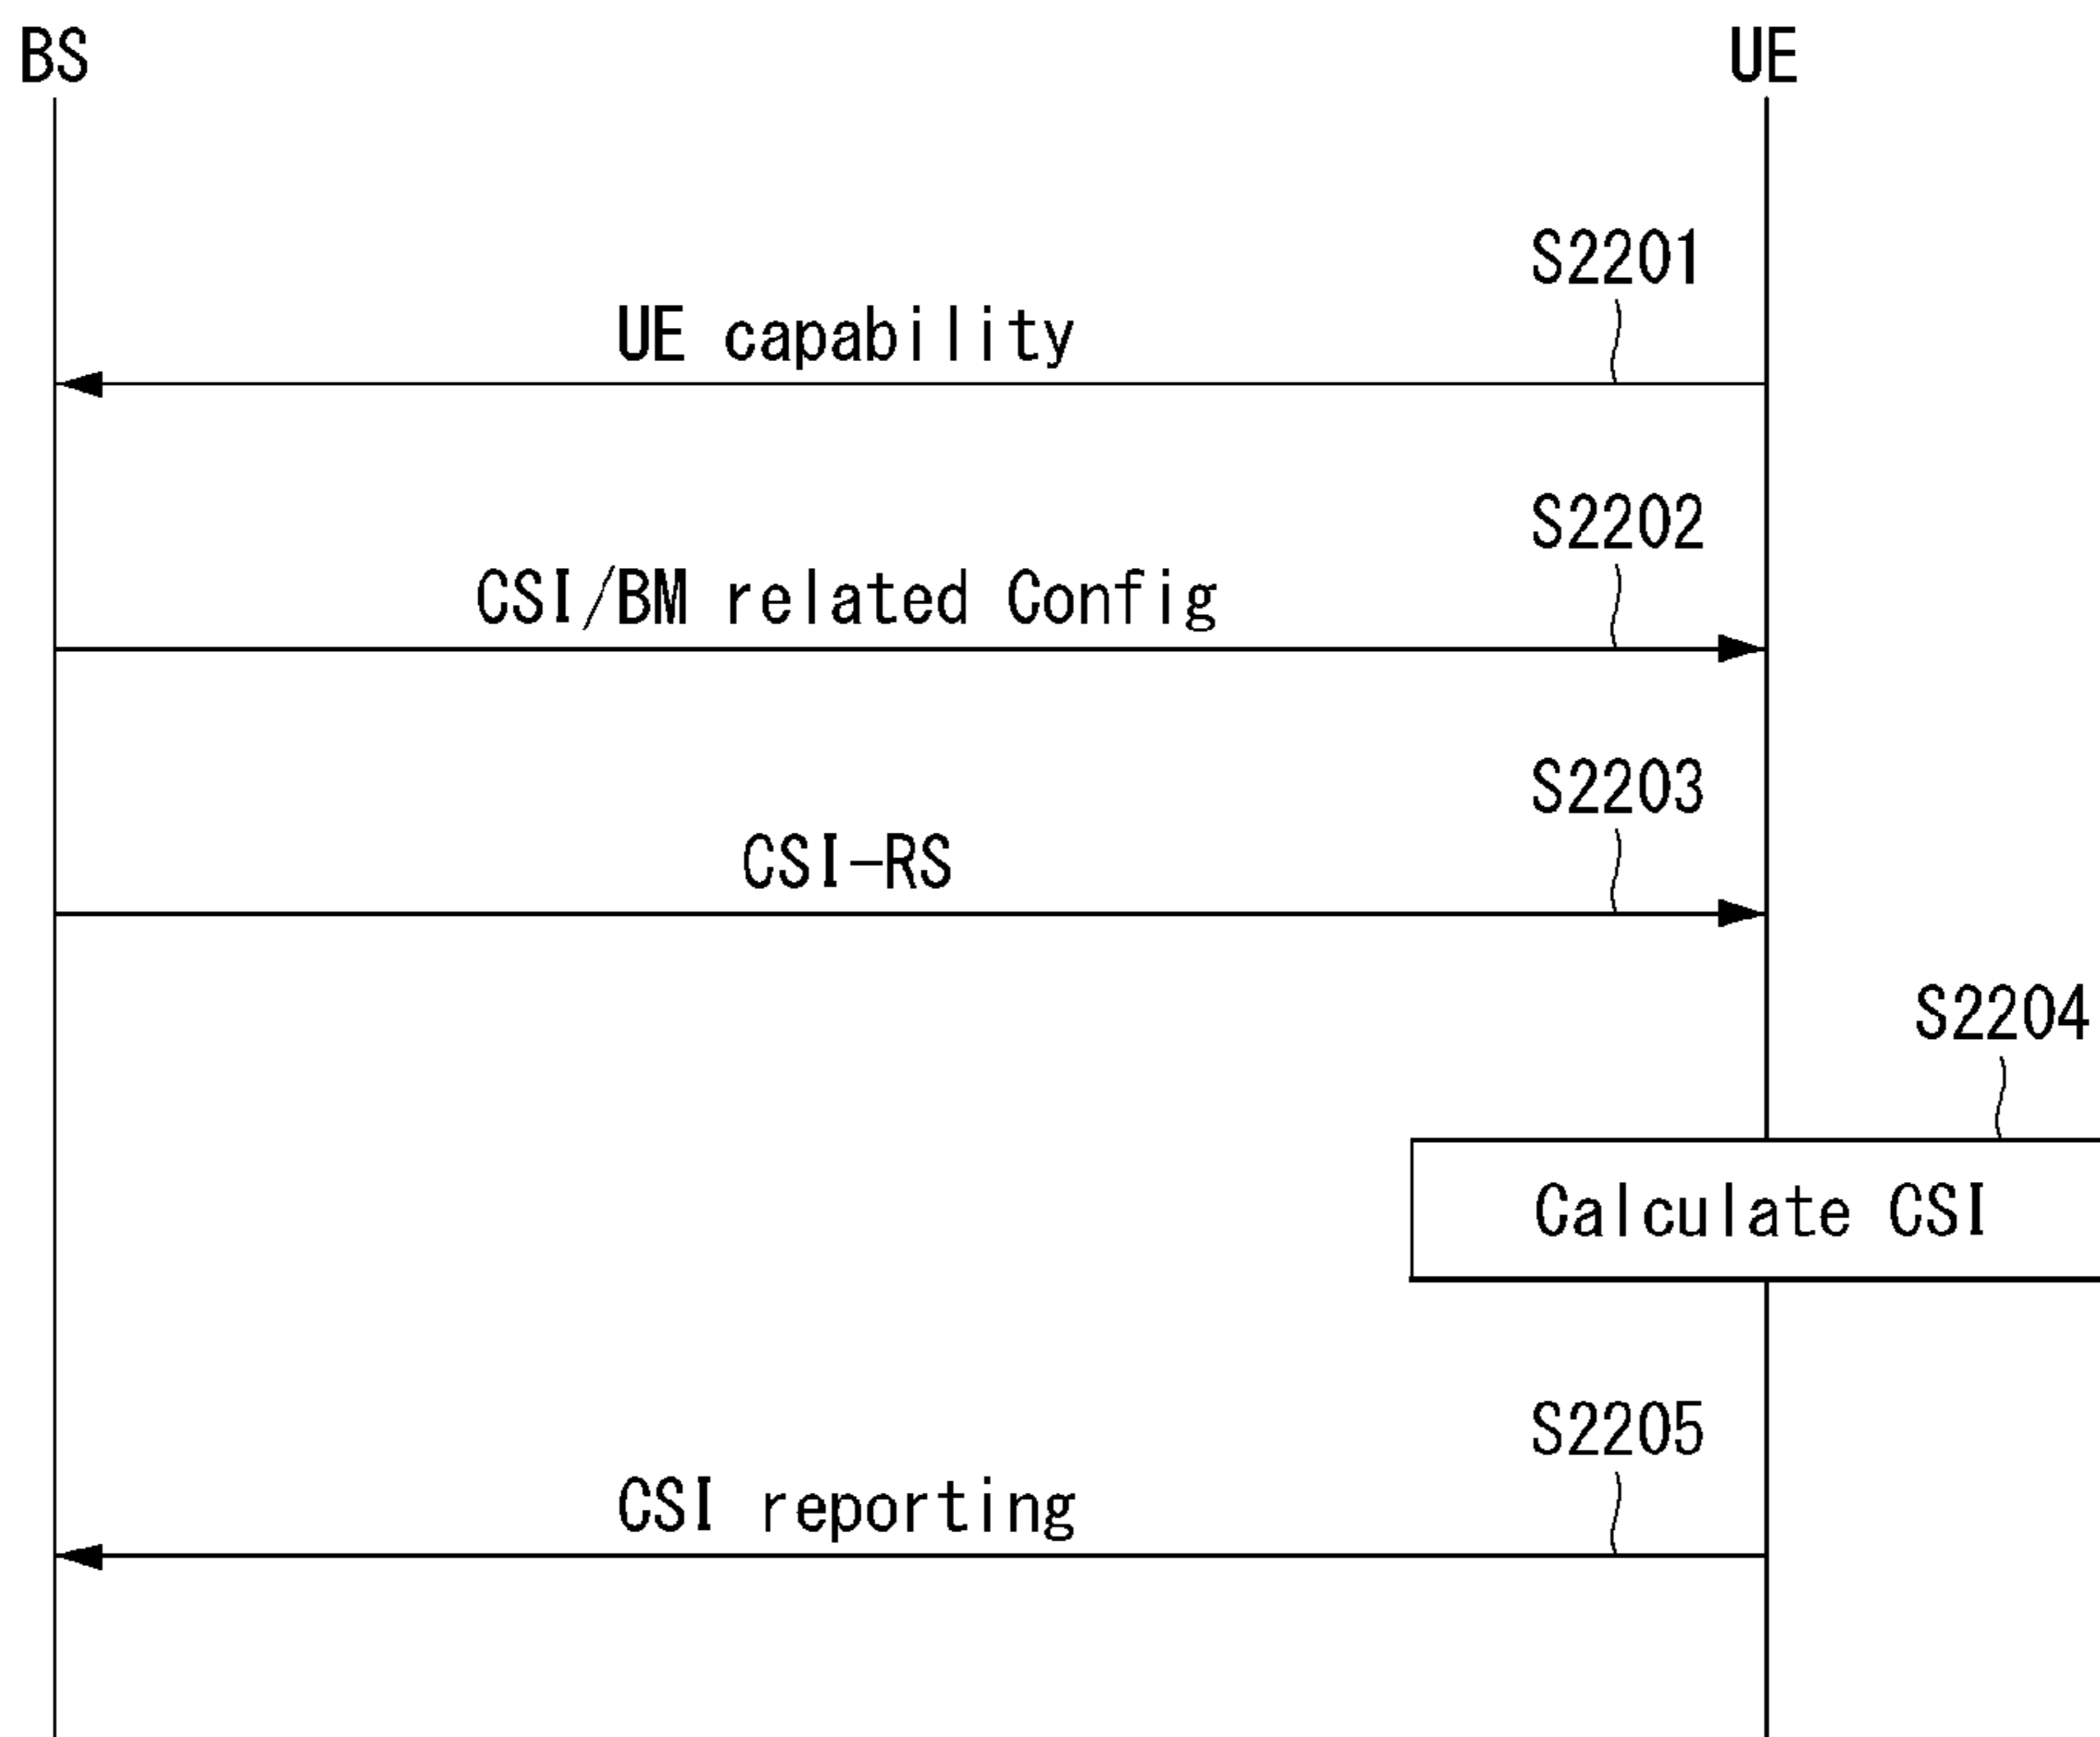 BS
UE
S2201
UE capability
S2202
CSI/BM related Config
S2203
CSI-RS
S2204
Calculate CSI
S2205
CSI reporting